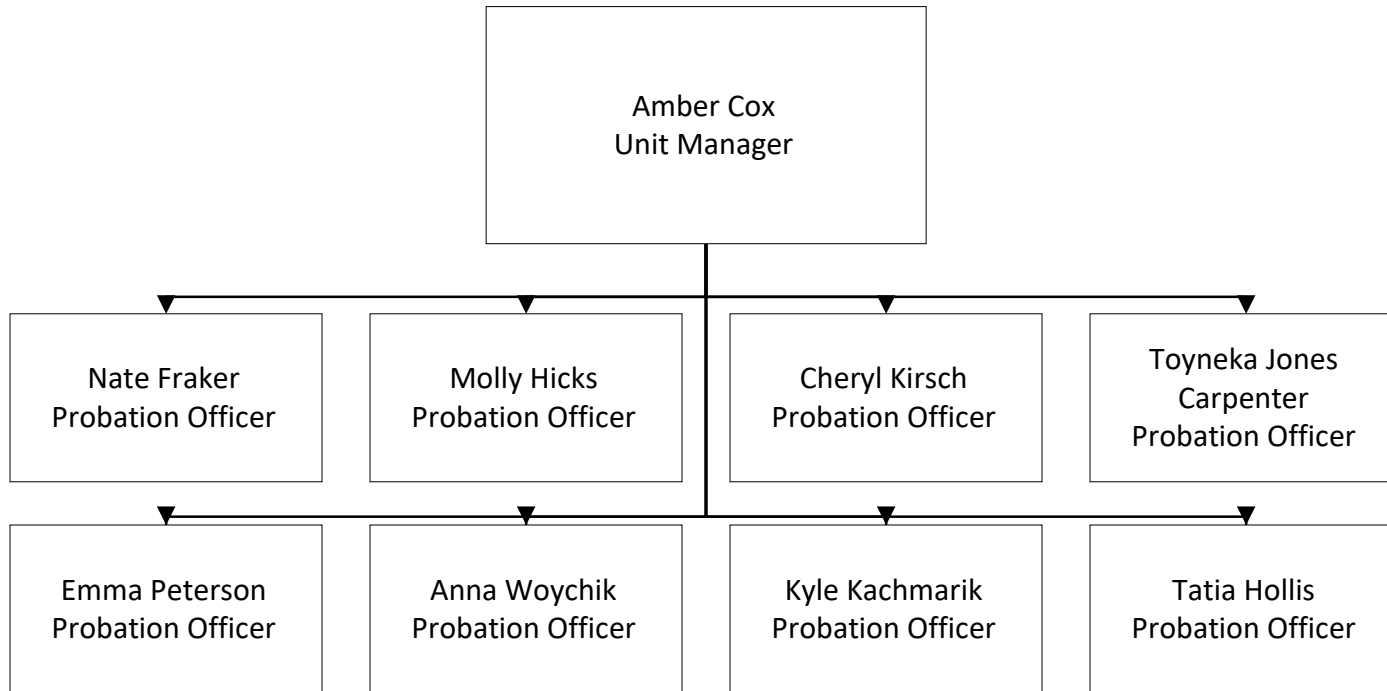 Amber Cox
Unit Manager
Nate Fraker
Probation Officer
Molly Hicks
Probation Officer
Cheryl Kirsch
Probation Officer
Toyneka Jones
Carpenter
Probation Officer
Emma Peterson
Probation Officer
Anna Woychik
Probation Officer
Kyle Kachmarik
Probation Officer
Tatia Hollis
Probation Officer